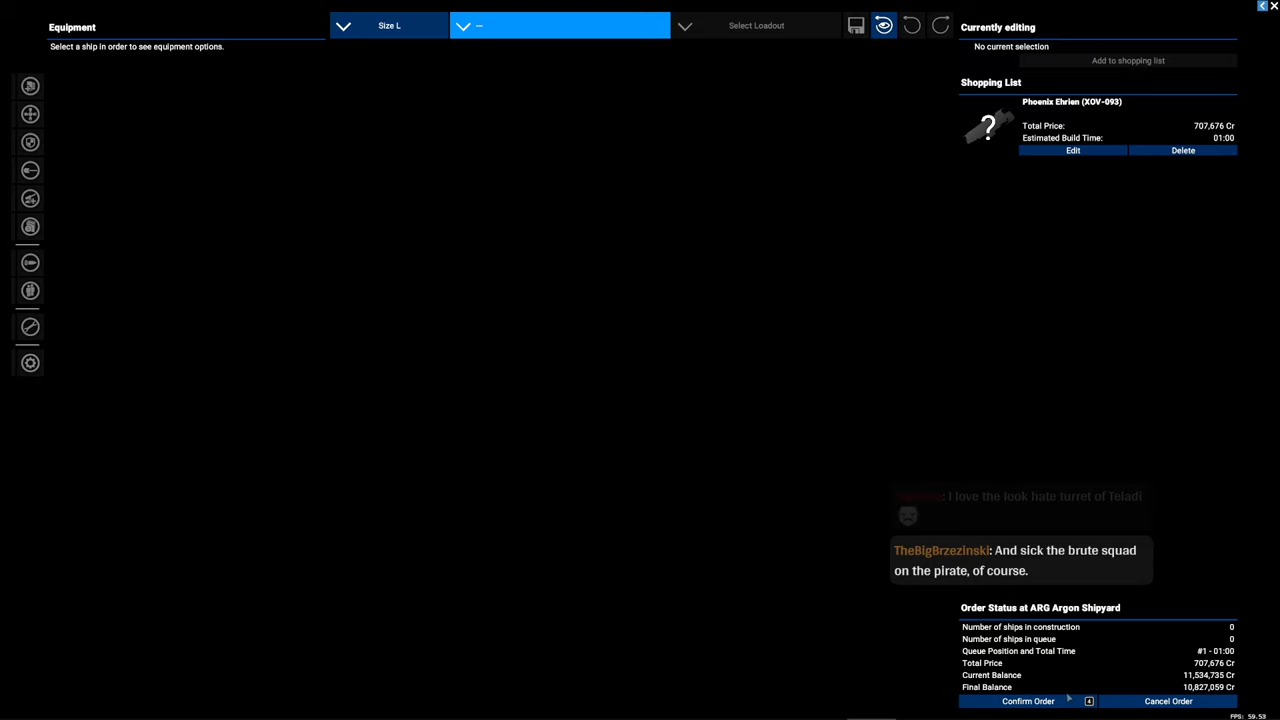 Equipment
Select a ship in order to see equipment options.
Size L
—
Select Loadout
Currently editing
No current selection
Add to shopping list
Shopping List
Phoenix Ehrlen (XOV-093)
?
Total Price: 707,676 Cr
Estimated Build Time: 01:00
Edit Delete
: I love the look hate turret of Teladi
TheBigBrzezinski: And sick the brute squad
on the pirate, of course.
Order Status at ARG Argon Shipyard
Number of ships in construction 0
Number of ships in queue 0
Queue Position and Total Time #1 - 01:00
Total Price 707,676 Cr
Current Balance 11,534,735 Cr
Final Balance 10,827,059 Cr
Confirm Order 4 Cancel Order
FPS: 59.53